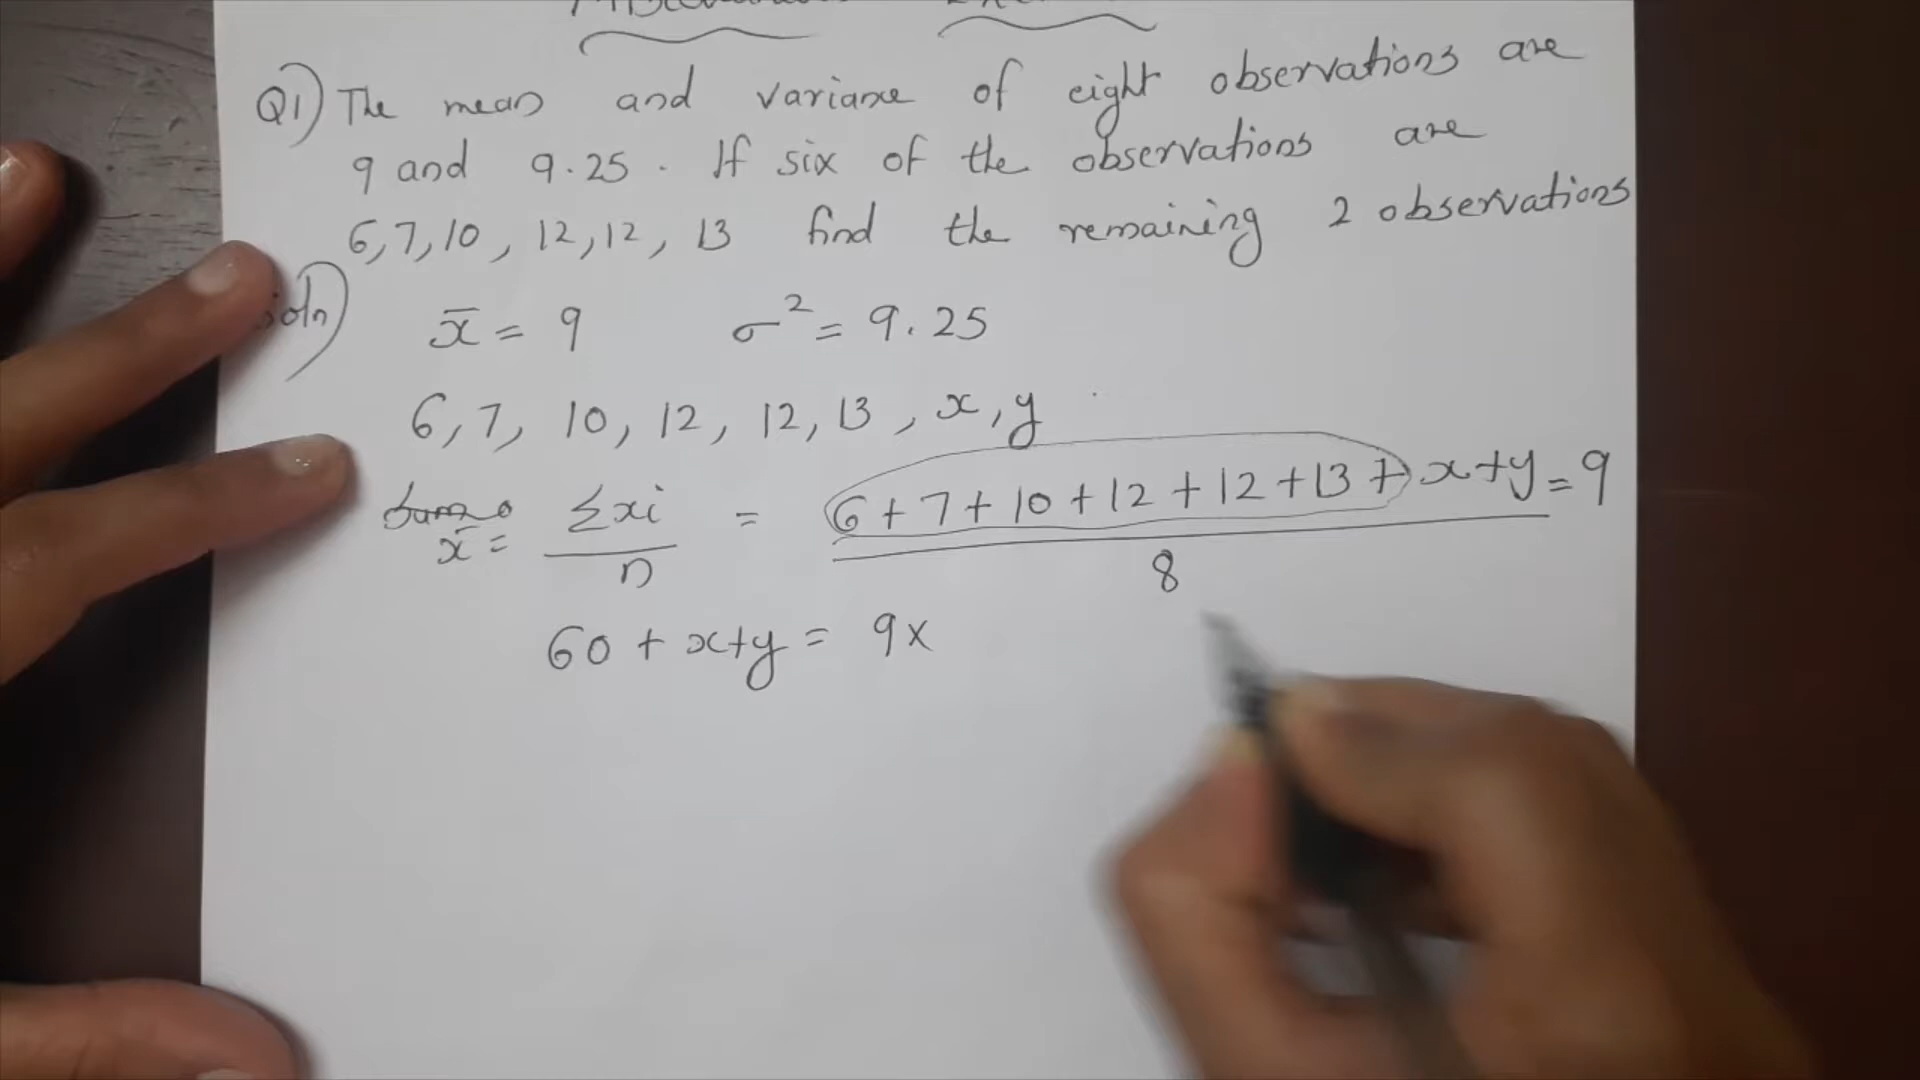 Q1) The mean and variance of eight observations are
9 and 9.25. If six of the observations are
6,7,10, 12,12, 13 find the remaining 2 observations
soln)
x̄ = 9 σ² = 9.25
6, 7, 10, 12, 12, 13, x, y
x̄ = Σxi / n = 6 + 7 + 10 + 12 + 12 + 13 + x + y / 8 = 9
60 + x + y = 9 x